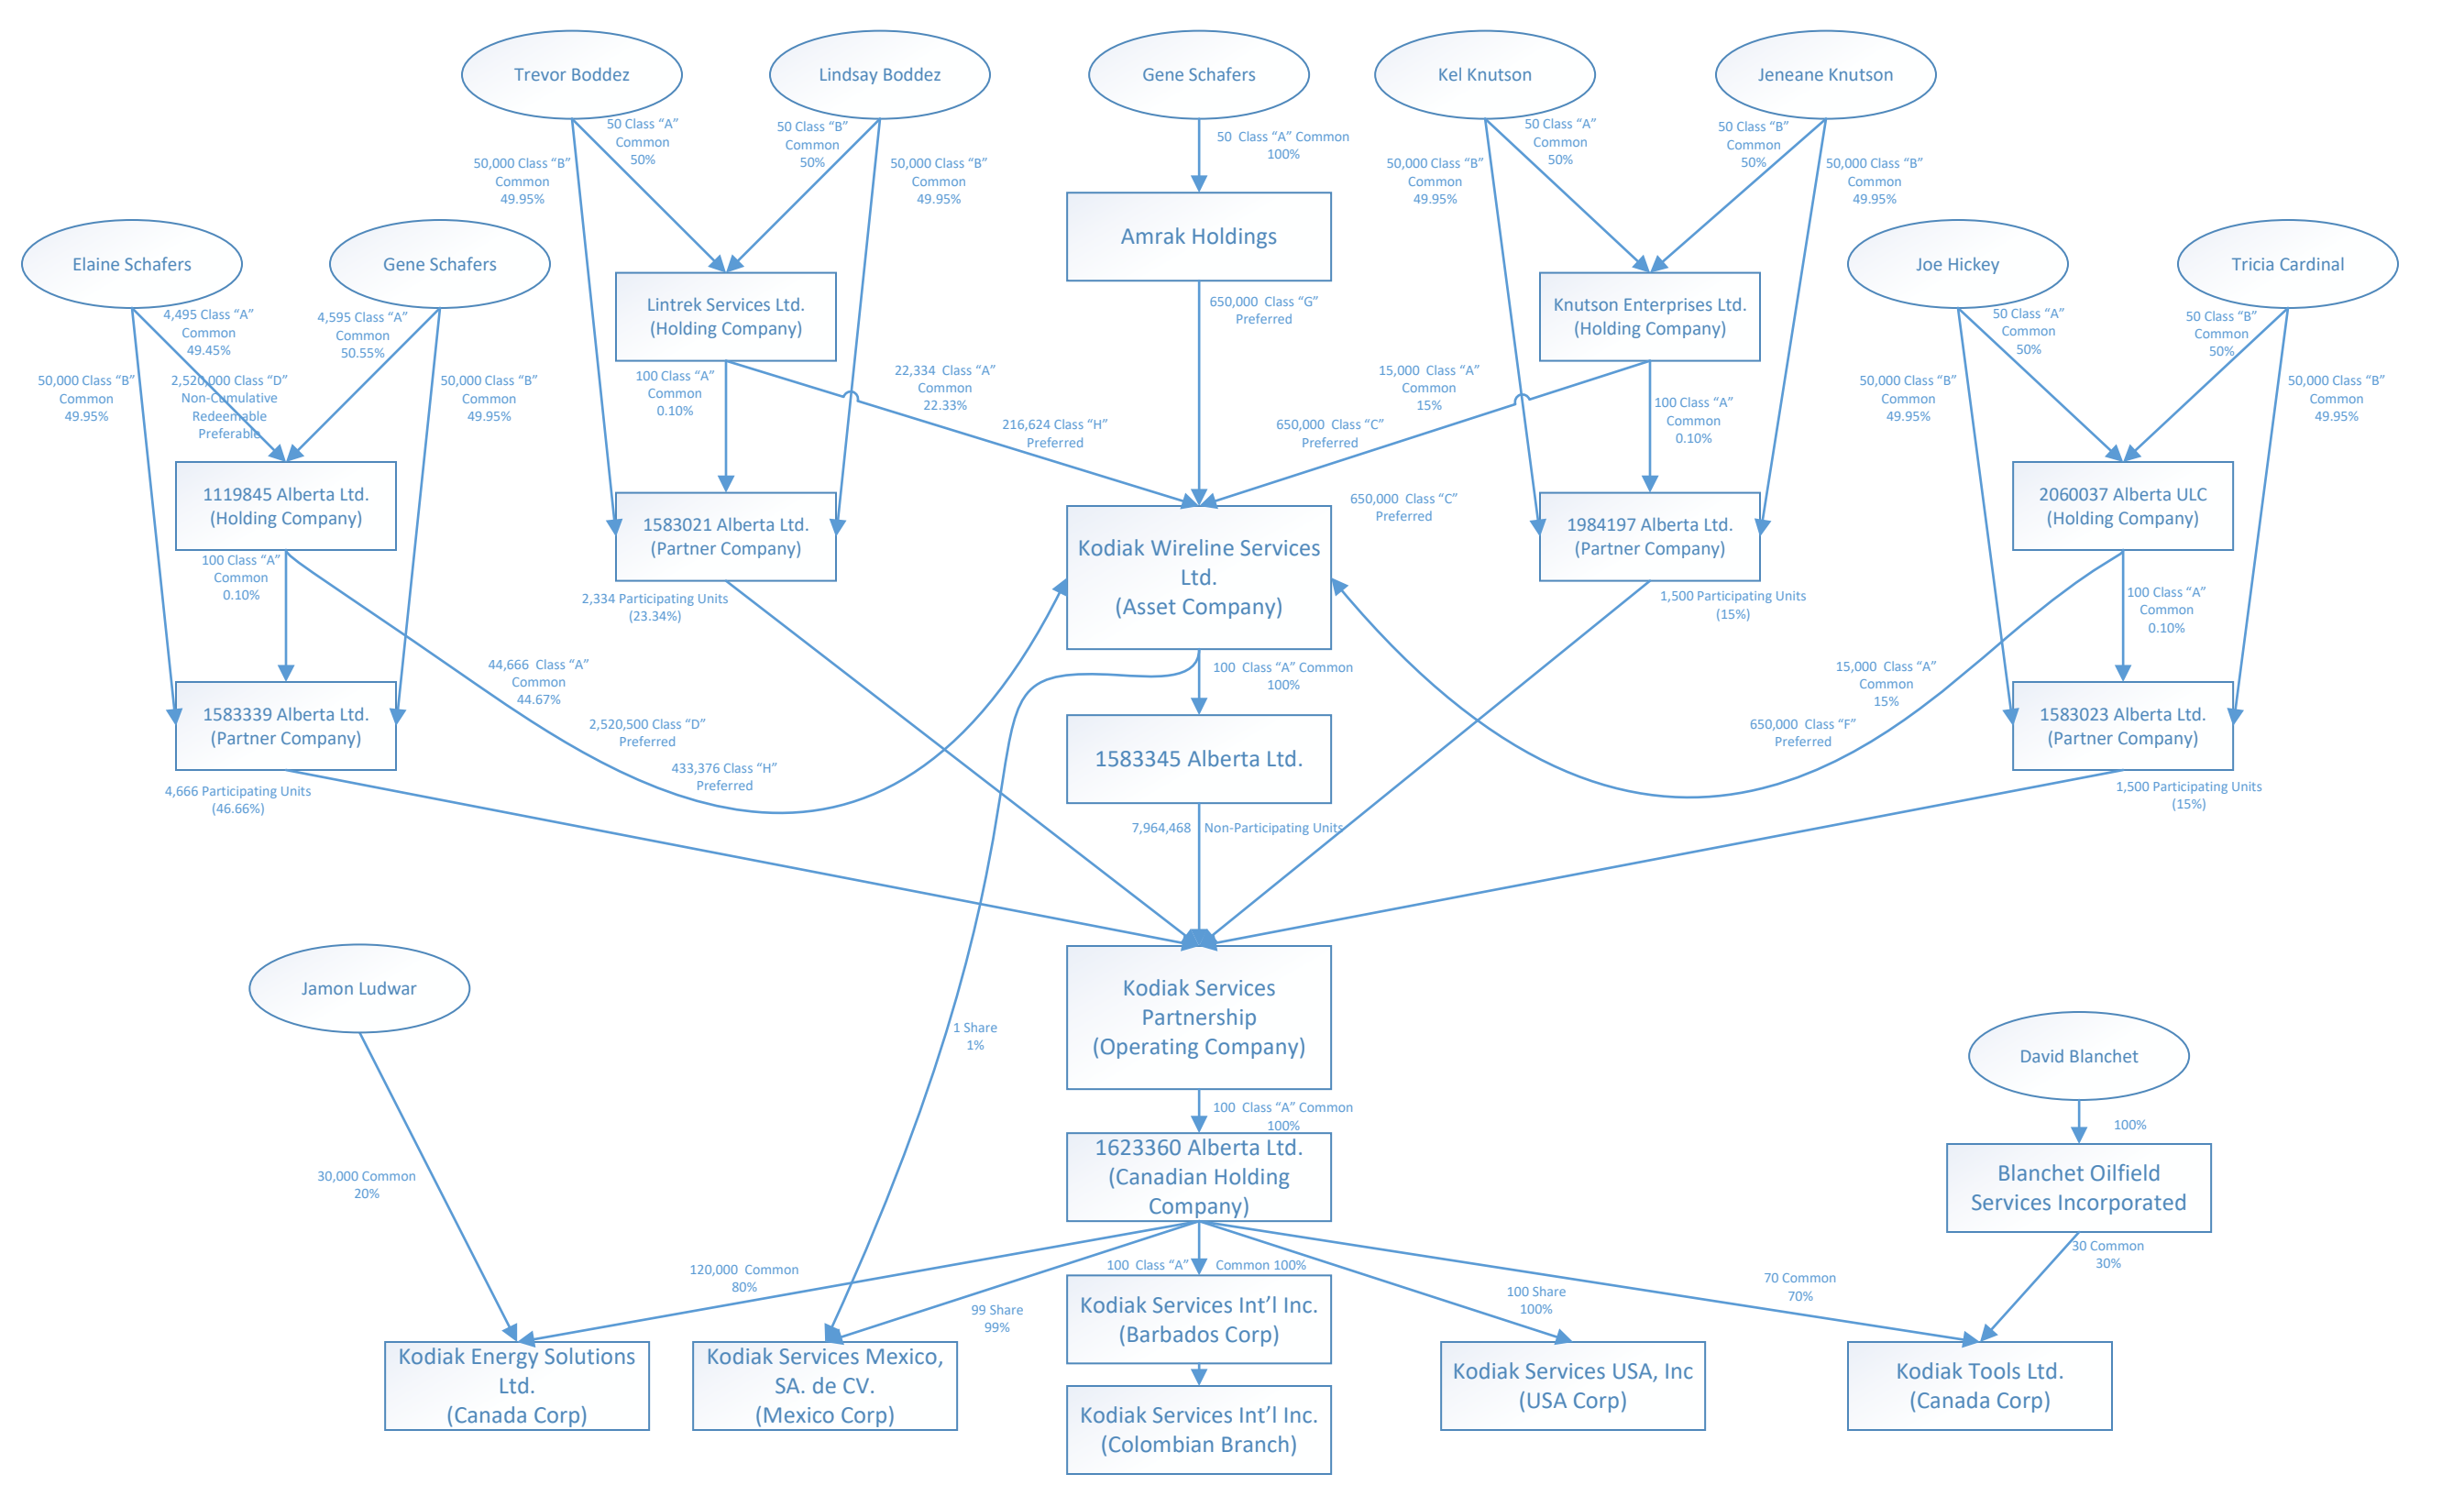 Trevor Boddez
Lindsay Boddez
Gene Schafers
Kel Knutson
Jeneane Knutson
50 Class “A”
Common
50%
50 Class “B”
Common
50%
50 Class “A” Common
100%
50 Class “A”
Common
50%
50 Class “B”
Common
50%
50,000 Class “B”
Common
49.95%
50,000 Class “B”
Common
49.95%
50,000 Class “B”
Common
49.95%
50,000 Class “B”
Common
49.95%
Amrak Holdings
Elaine Schafers
Gene Schafers
Joe Hickey
Tricia Cardinal
Lintrek Services Ltd.
(Holding Company)
Knutson Enterprises Ltd.
(Holding Company)
4,495 Class “A”
Common
49.45%
4,595 Class “A”
Common
50.55%
650,000 Class “G”
Preferred
50 Class “A”
Common
50%
50 Class “B”
Common
50%
50,000 Class “B”
Common
49.95%
2,520,000 Class “D”
Non-Cumulative
Redeemable
Preferable
50,000 Class “B”
Common
49.95%
100 Class “A”
Common
0.10%
22,334 Class “A”
Common
22.33%
216,624 Class “H”
Preferred
15,000 Class “A”
Common
15%
650,000 Class “C”
Preferred
100 Class “A”
Common
0.10%
50,000 Class “B”
Common
49.95%
50,000 Class “B”
Common
49.95%
1119845 Alberta Ltd.
(Holding Company)
1583021 Alberta Ltd.
(Partner Company)
650,000 Class “C”
Preferred
1984197 Alberta Ltd.
(Partner Company)
2060037 Alberta ULC
(Holding Company)
Kodiak Wireline Services
Ltd.
(Asset Company)
100 Class “A”
Common
0.10%
2,334 Participating Units
(23.34%)
1,500 Participating Units
(15%)
100 Class “A”
Common
0.10%
44,666 Class “A”
Common
44.67%
100 Class “A” Common
100%
15,000 Class “A”
Common
15%
1583339 Alberta Ltd.
(Partner Company)
2,520,500 Class “D”
Preferred
1583345 Alberta Ltd.
650,000 Class “F”
Preferred
1583023 Alberta Ltd.
(Partner Company)
433,376 Class “H”
Preferred
4,666 Participating Units
(46.66%)
1,500 Participating Units
(15%)
7,964,468 Non-Participating Units
Jamon Ludwar
Kodiak Services
Partnership
(Operating Company)
1 Share
1%
David Blanchet
100 Class “A” Common
100%
100%
30,000 Common
20%
1623360 Alberta Ltd.
(Canadian Holding
Company)
Blanchet Oilfield
Services Incorporated
120,000 Common
80%
100 Class “A” Common 100%
99 Share
99%
100 Share
100%
70 Common
70%
30 Common
30%
Kodiak Energy Solutions
Ltd.
(Canada Corp)
Kodiak Services Mexico,
SA. de CV.
(Mexico Corp)
Kodiak Services Int’l Inc.
(Barbados Corp)
Kodiak Services USA, Inc
(USA Corp)
Kodiak Tools Ltd.
(Canada Corp)
Kodiak Services Int’l Inc.
(Colombian Branch)